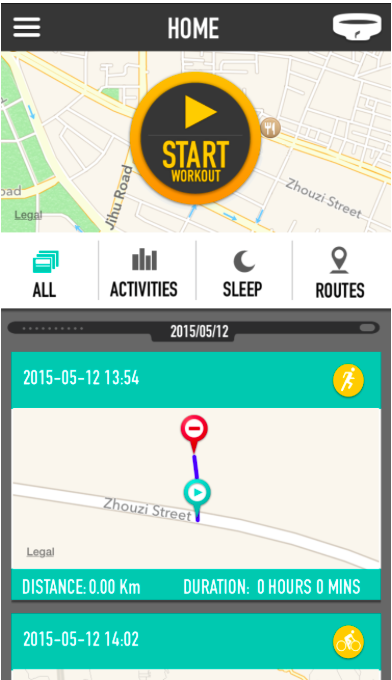 HOME
START
WORKOUT
Jihu Road
Zhouzi Street
oad
Legal
ALL
ACTIVITIES
SLEEP
ROUTES
2015/05/12
2015-05-12 13:54
Zhouzi Street
Legal
DISTANCE: 0.00 Km
DURATION: 0 HOURS 0 MINS
2015-05-12 14:02